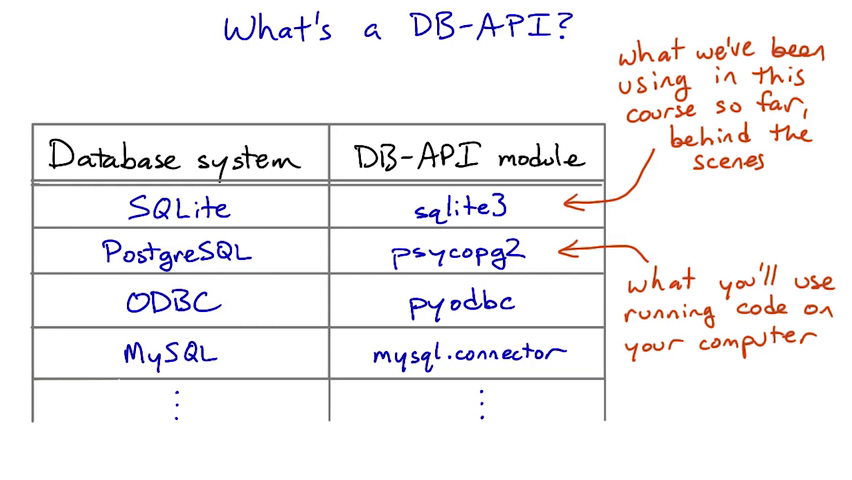 What's a DB-API?
what we've been
using in this
course so far,
behind the
scenes
Database system DB-API module
SQLite sqlite3
PostgreSQL psycopg2
ODBC pyodbc
MySQL mysql.connector
⋮ ⋮
what you'll use
running code on
your computer